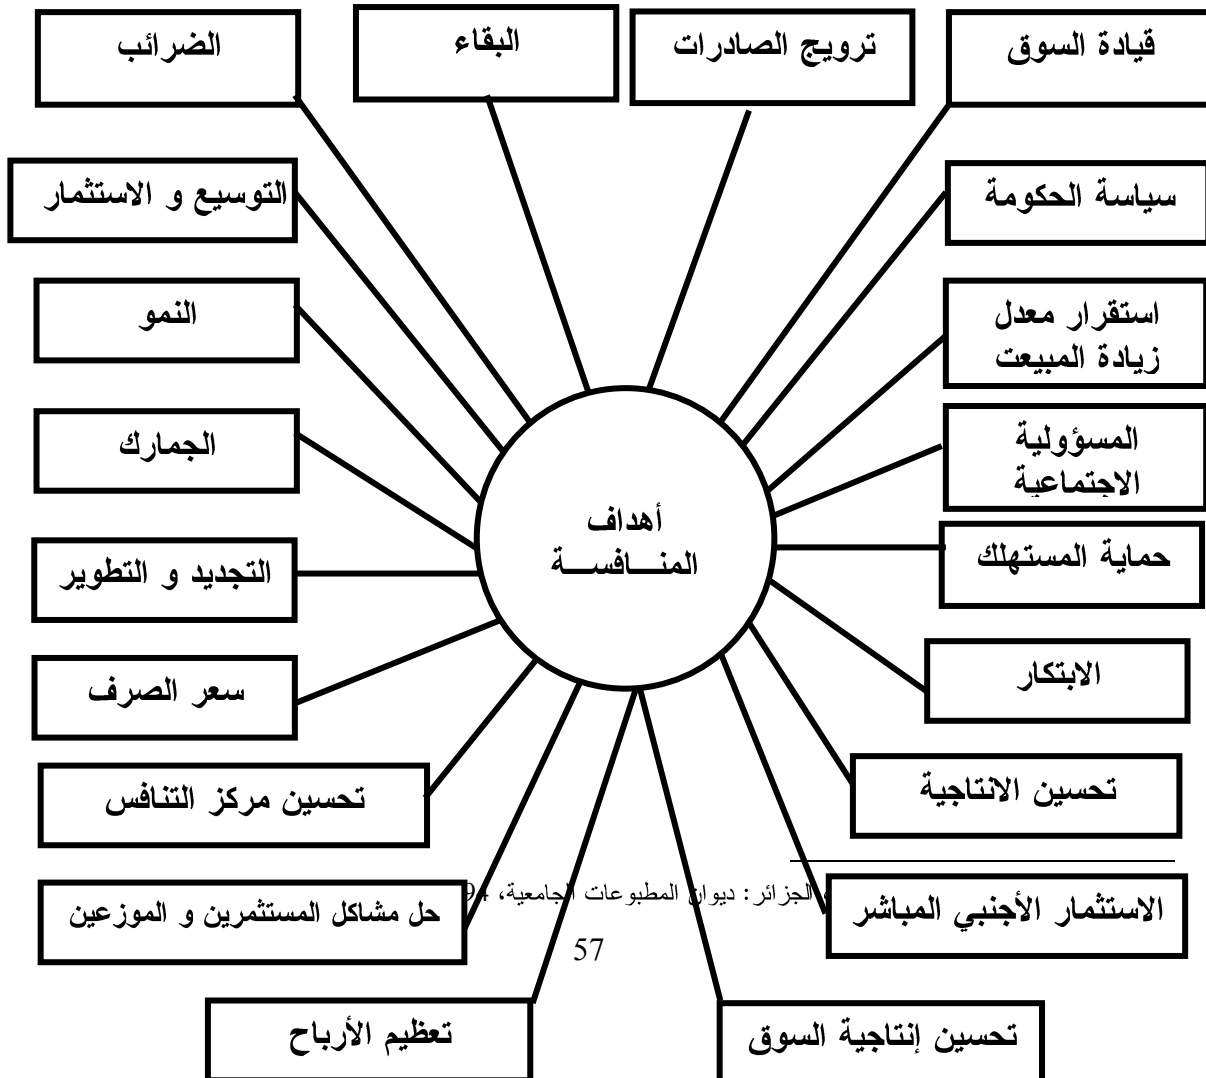 قيادة السوق
ترويج الصادرات
البقاء
الضرائب
سياسة الحكومة
التوسيع و الاستثمار
استقرار معدل
زيادة المبيعت
النمو
المسؤولية
الاجتماعية
الجمارك
أهداف
المنـــافســـة
حماية المستهلك
التجديد و التطوير
الابتكار
سعر الصرف
تحسين الانتاجية
تحسين مركز التنافس
الاستثمار الأجنبي المباشر
الجزائر: ديوان المطبوعات الجامعية،
حل مشاكل المستثمرين و الموزعين
57
تحسين إنتاجية السوق
تعظيم الأرباح